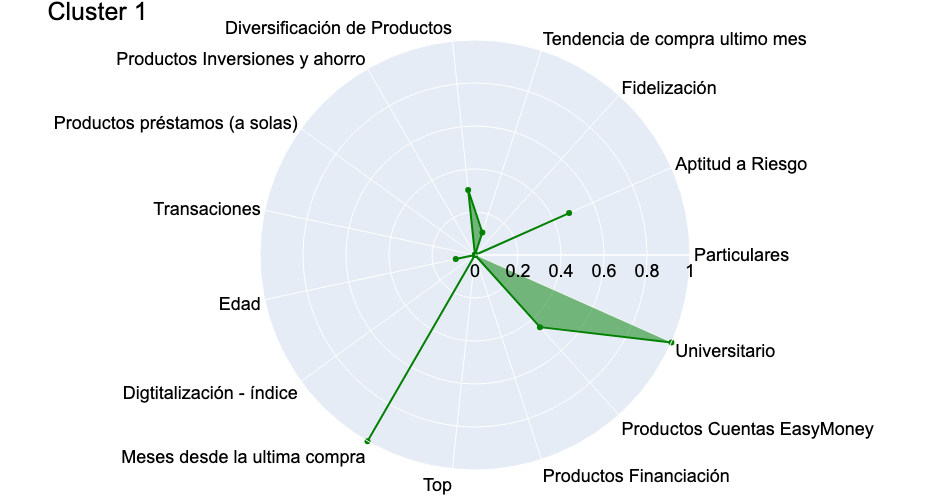 Cluster 1
Diversificación de Productos
Tendencia de compra ultimo mes
Productos Inversiones y ahorro
Fidelización
Productos préstamos (a solas)
Aptitud a Riesgo
Transaciones
Particulares
0 0.2 0.4 0.6 0.8 1
Edad
Universitario
Digtitalización - índice
Productos Cuentas EasyMoney
Meses desde la ultima compra
Productos Financiación
Top